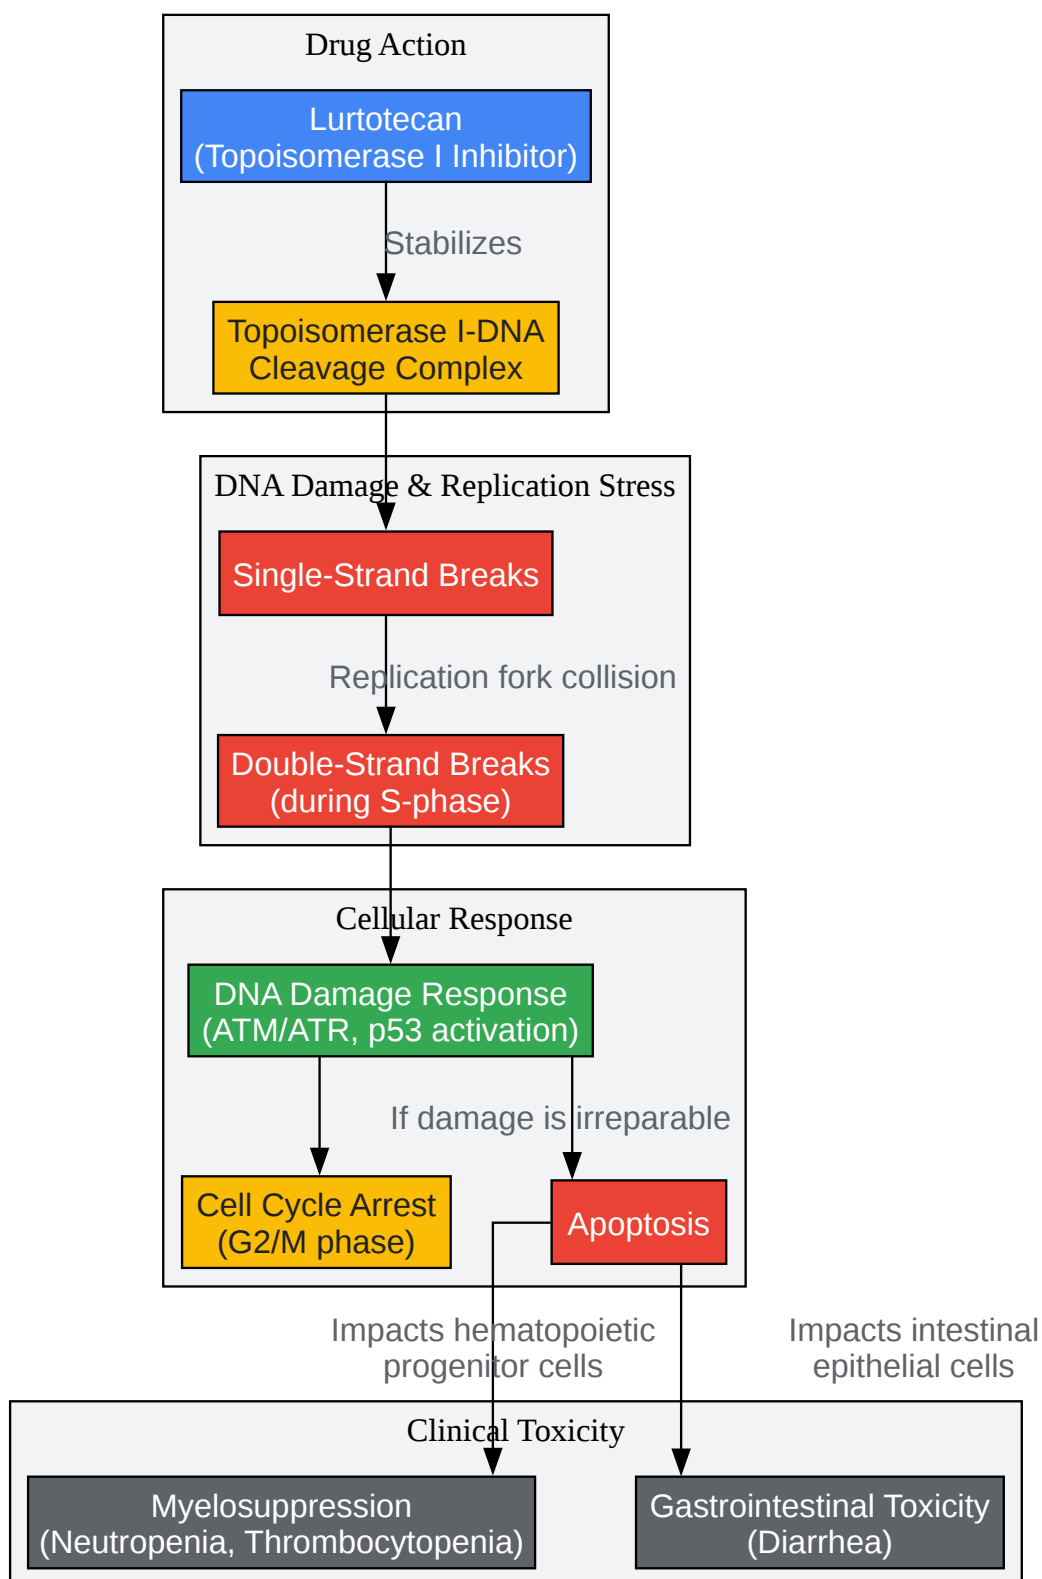 Drug Action
Lurtotecan
(Topoisomerase I Inhibitor)
Stabilizes
Topoisomerase I-DNA
Cleavage Complex
DNA Damage & Replication Stress
Single-Strand Breaks
Replication fork collision
Double-Strand Breaks
(during S-phase)
Cellular Response
DNA Damage Response
(ATM/ATR, p53 activation)
If damage is irreparable
Cell Cycle Arrest
(G2/M phase)
Apoptosis
Impacts hematopoietic
progenitor cells
Impacts intestinal
epithelial cells
Clinical Toxicity
Myelosuppression
(Neutropenia, Thrombocytopenia)
Gastrointestinal Toxicity
(Diarrhea)